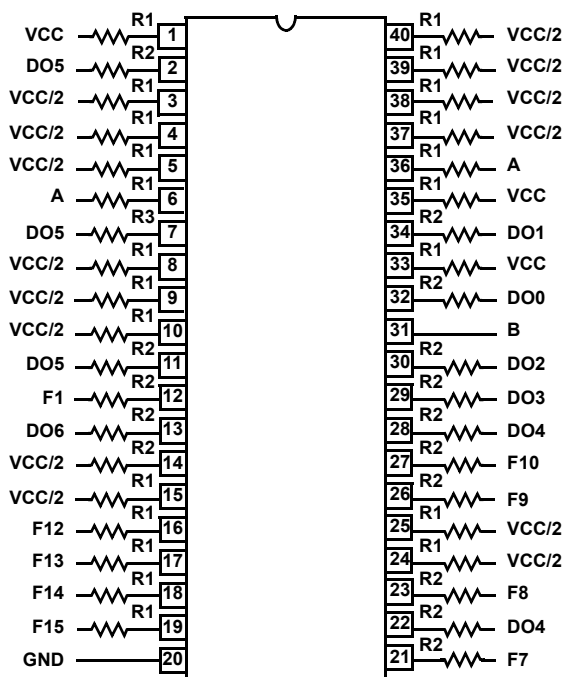 VCC R1 1 40 R1 VCC/2
DO5 R2 2 39 R1 VCC/2
VCC/2 R1 3 38 R1 VCC/2
VCC/2 R1 4 37 R1 VCC/2
VCC/2 R1 5 36 R1 A
A R1 6 35 R1 VCC
DO5 R3 7 34 R2 DO1
VCC/2 R1 8 33 R1 VCC
VCC/2 R1 9 32 R2 DO0
VCC/2 R1 10 31 B
DO5 R2 11 30 R2 DO2
F1 R2 12 29 R2 DO3
DO6 R2 13 28 R2 DO4
VCC/2 R2 14 27 R2 F10
VCC/2 R1 15 26 R2 F9
F12 R1 16 25 R1 VCC/2
F13 R1 17 24 R1 VCC/2
F14 R1 18 23 R2 F8
F15 R1 19 22 R2 DO4
GND 20 21 R2 F7